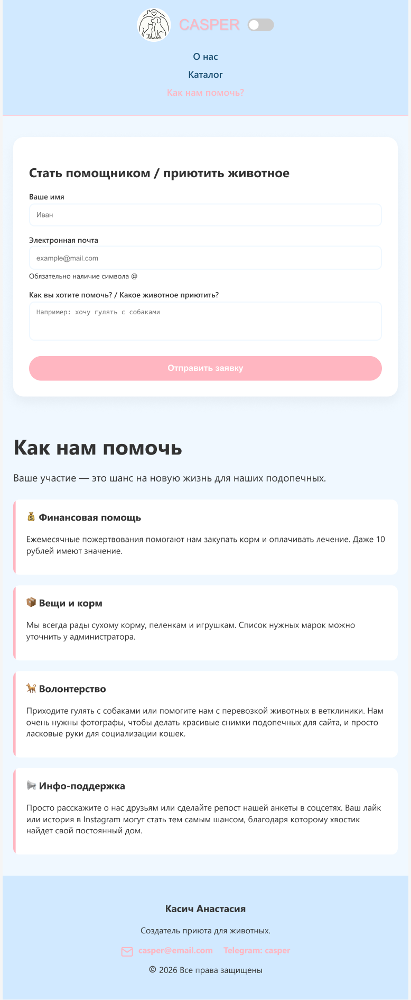 CASPER
О нас
Каталог
Как нам помочь?
Стать помощником / приютить животное
Ваше имя
Иван
Электронная почта
example@mail.com
Обязательно наличие символа @
Как вы хотите помочь? / Какое животное приютить?
Например: хочу гулять с собаками
Отправить заявку
Как нам помочь
Ваше участие — это шанс на новую жизнь для наших подопечных.
Финансовая помощь
Ежемесячные пожертвования помогают нам закупать корм и оплачивать лечение. Даже 10
рублей имеют значение.
Вещи и корм
Мы всегда рады сухому корму, пеленкам и игрушкам. Список нужных марок можно
уточнить у администратора.
Волонтерство
Приходите гулять с собаками или помогите нам с перевозкой животных в ветклиники. Нам
очень нужны фотографы, чтобы делать красивые снимки подопечных для сайта, и просто
ласковые руки для социализации кошек.
Инфо-поддержка
Просто расскажите о нас друзьям или сделайте репост нашей анкеты в соцсетях. Ваш лайк
или история в Instagram могут стать тем самым шансом, благодаря которому хвостик
найдет свой постоянный дом.
Касич Анастасия
Создатель приюта для животных.
casper@email.com Telegram: casper
© 2026 Все права защищены